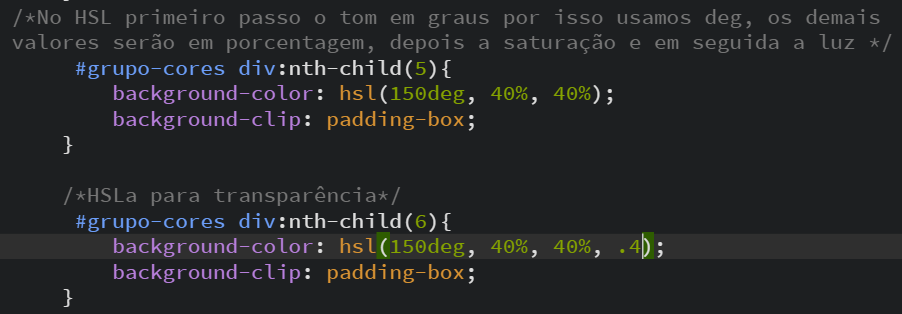 /*No HSL primeiro passo o tom em graus por isso usamos deg, os demais
valores serão em porcentagem, depois a saturação e em seguida a luz */
#grupo-cores div:nth-child(5){
background-color: hsl(150deg, 40%, 40%);
background-clip: padding-box;
}
/*HSLa para transparência*/
#grupo-cores div:nth-child(6){
background-color: hsl(150deg, 40%, 40%, .4);
background-clip: padding-box;
}